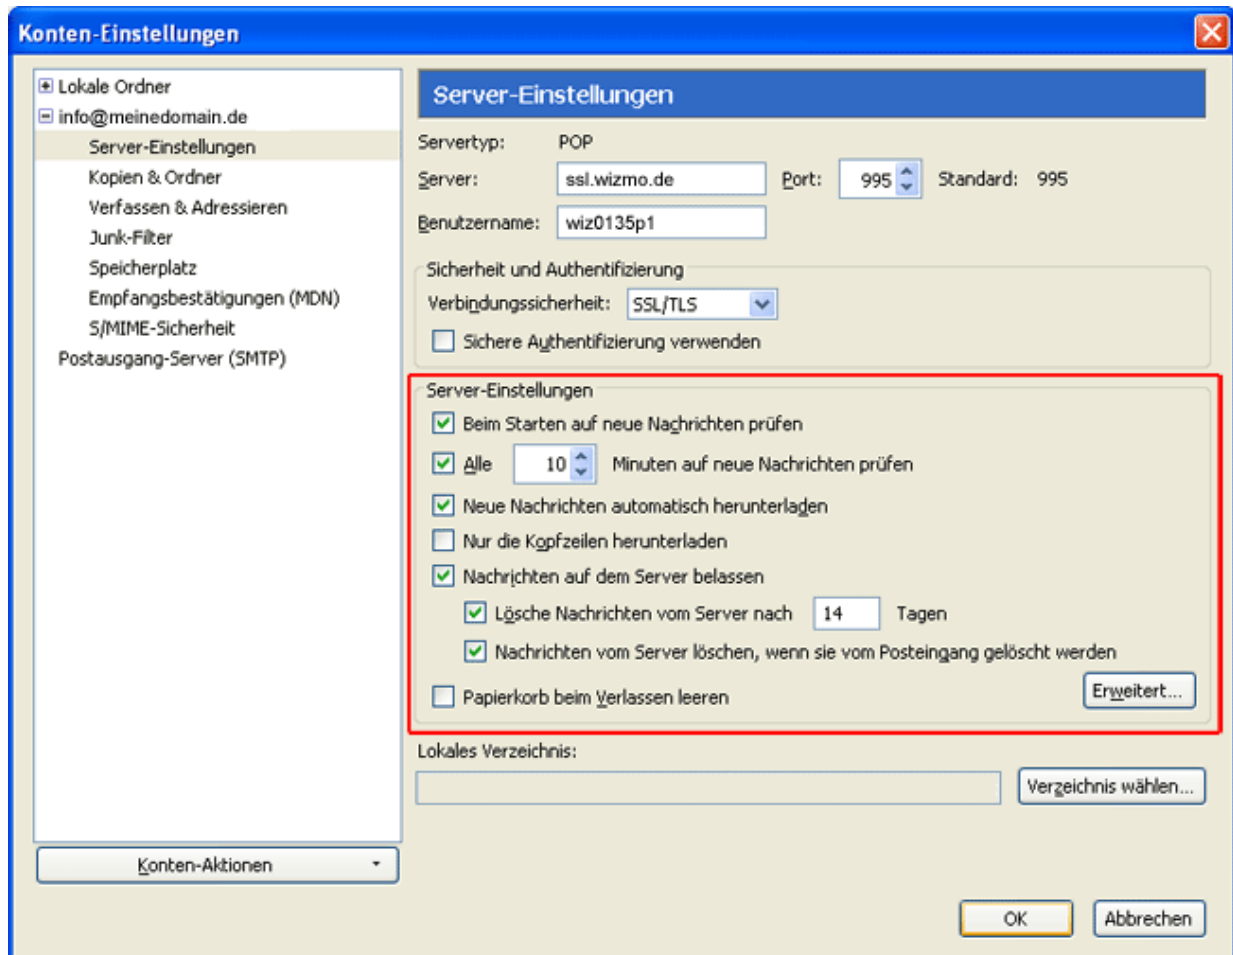 Konten-Einstellungen
Lokale Ordner
info@meinedomain.de
Server-Einstellungen
Kopien & Ordner
Verfassen & Adressieren
Junk-Filter
Speicherplatz
Empfangsbestätigungen (MDN)
S/MIME-Sicherheit
Postausgang-Server (SMTP)
Konten-Aktionen
Server-Einstellungen
Servertyp: POP
Server: ssl.wizmo.de Port: 995 Standard: 995
Benutzername: wiz0135p1
Sicherheit und Authentifizierung
Verbindungssicherheit: SSL/TLS
Sichere Authentifizierung verwenden
Server-Einstellungen
Beim Starten auf neue Nachrichten prüfen
Alle 10 Minuten auf neue Nachrichten prüfen
Neue Nachrichten automatisch herunterladen
Nur die Kopfzeilen herunterladen
Nachrichten auf dem Server belassen
Lösche Nachrichten vom Server nach 14 Tagen
Nachrichten vom Server löschen, wenn sie vom Posteingang gelöscht werden
Papierkorb beim Verlassen leeren
Erweitert...
Lokales Verzeichnis:
Verzeichnis wählen...
OK Abbrechen